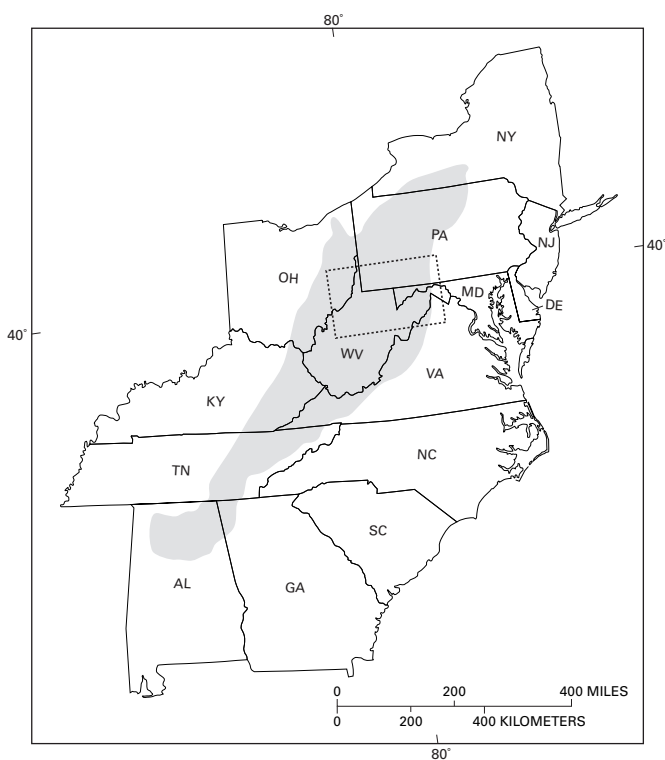 80°
NY
PA
40°
NJ
OH
MD
DE
40°
WV
VA
KY
NC
TN
SC
AL
GA
0 200 400 MILES
0 200 400 KILOMETERS
80°